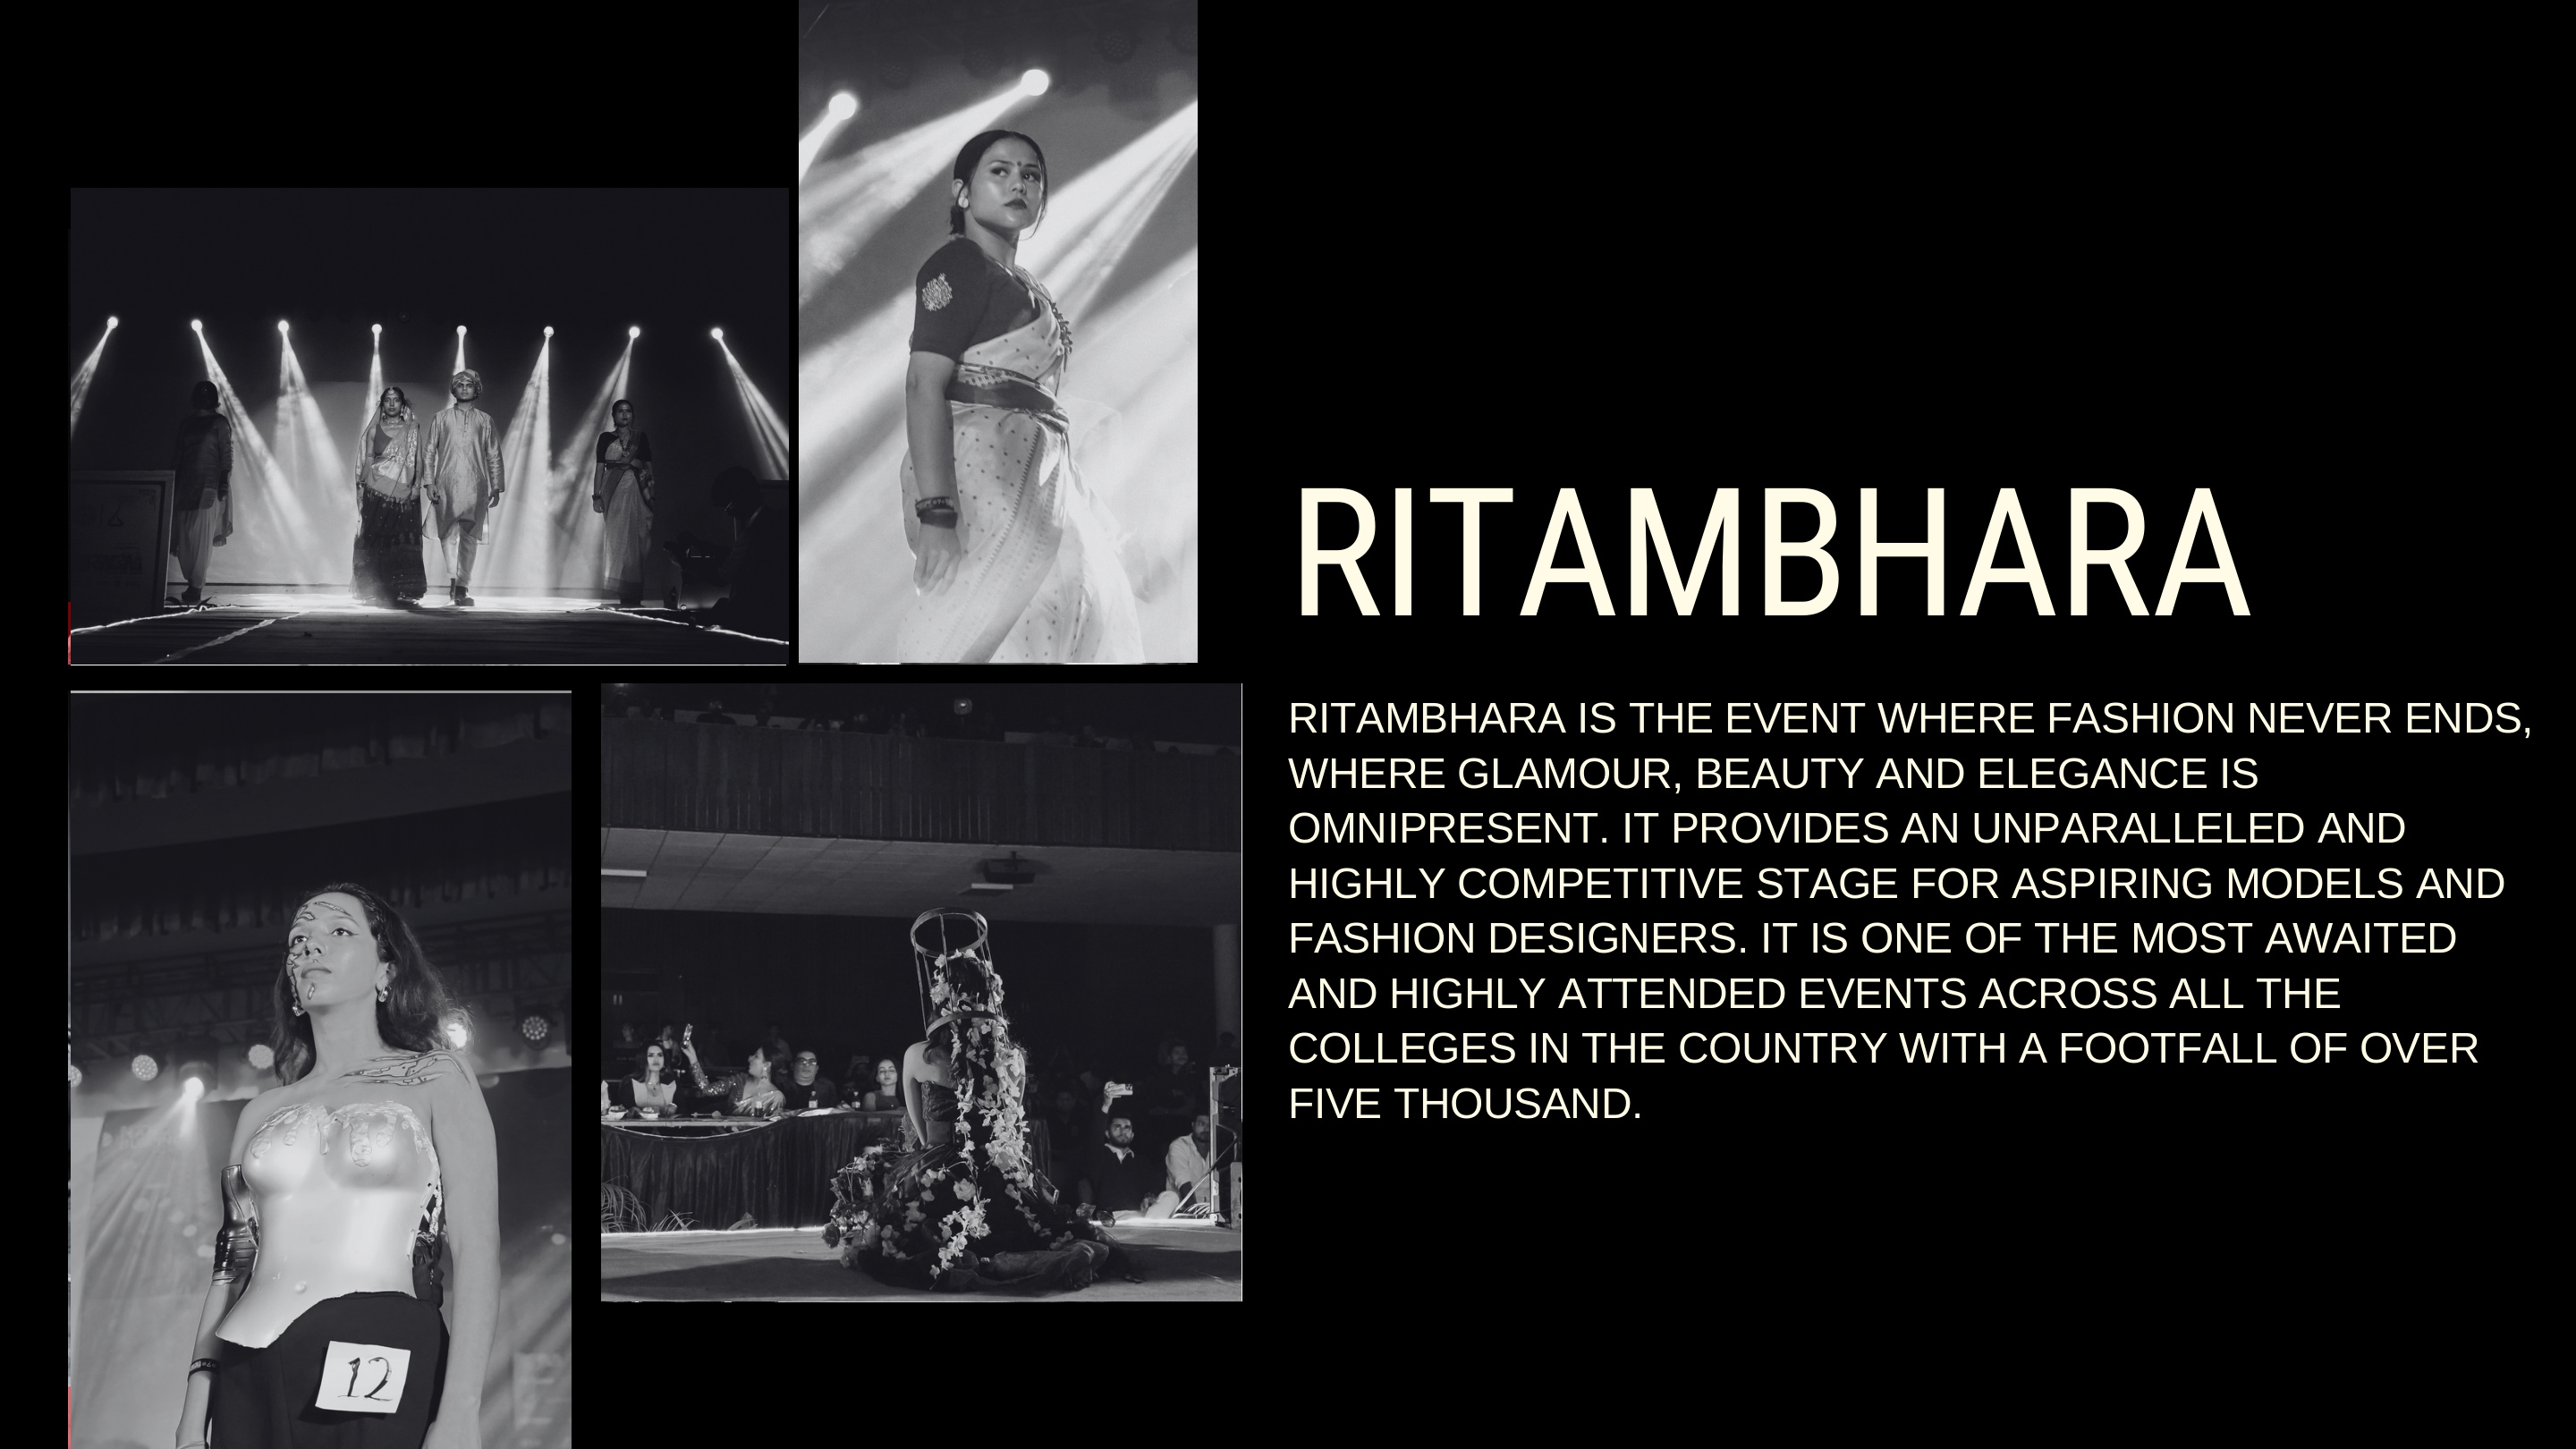 RITAMBHARA
RITAMBHARA IS THE EVENT WHERE FASHION NEVER ENDS,
WHERE GLAMOUR, BEAUTY AND ELEGANCE IS
OMNIPRESENT. IT PROVIDES AN UNPARALLELED AND
HIGHLY COMPETITIVE STAGE FOR ASPIRING MODELS AND
FASHION DESIGNERS. IT IS ONE OF THE MOST AWAITED
AND HIGHLY ATTENDED EVENTS ACROSS ALL THE
COLLEGES IN THE COUNTRY WITH A FOOTFALL OF OVER
FIVE THOUSAND.
12